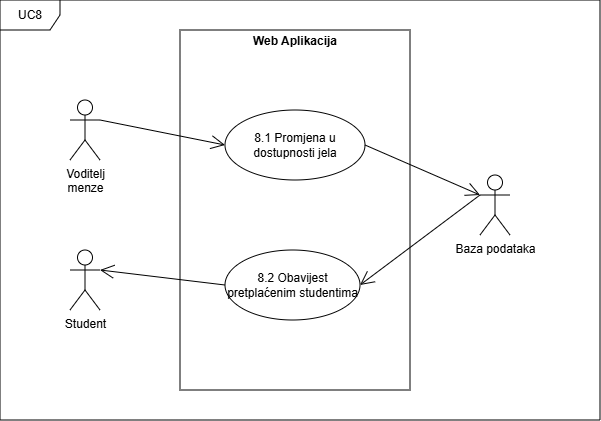 UC8
Web Aplikacija
8.1 Promjena u
dostupnosti jela
Voditelj
menze
Baza podataka
8.2 Obavijest
pretplaćenim studentima
Student